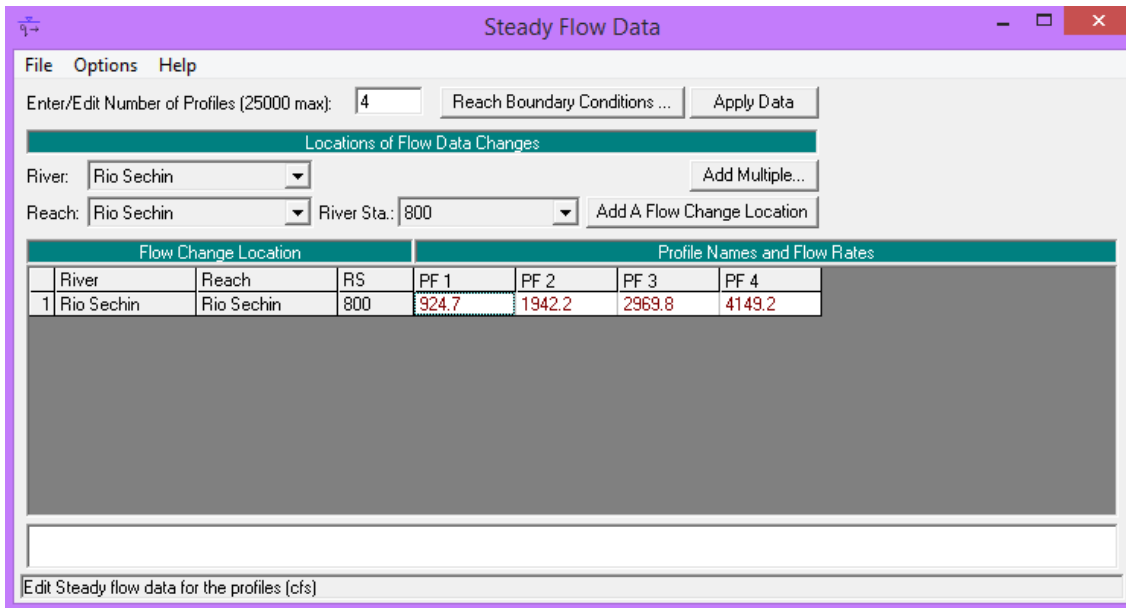 Steady Flow Data
File Options Help
Enter/Edit Number of Profiles (25000 max): 4 Reach Boundary Conditions ... Apply Data
Locations of Flow Data Changes
River: Rio Sechin Add Multiple...
Reach: Rio Sechin River Sta.: 800 Add A Flow Change Location
Flow Change Location Profile Names and Flow Rates
River Reach RS PF 1 PF 2 PF 3 PF 4
1 Rio Sechin Rio Sechin 800 924.7 1942.2 2969.8 4149.2
Edit Steady flow data for the profiles (cfs)